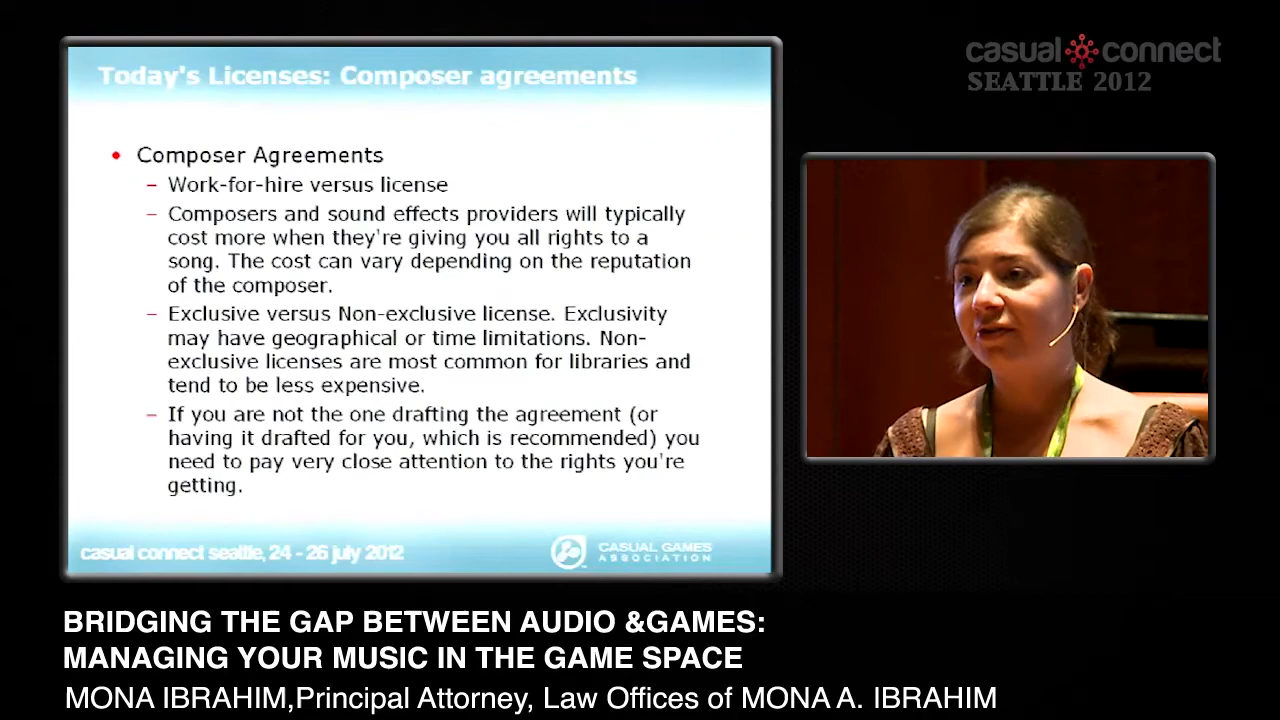 casual connect
SEATTLE 2012
Today's Licenses: Composer agreements
• Composer Agreements
– Work-for-hire versus license
– Composers and sound effects providers will typically
cost more when they're giving you all rights to a
song. The cost can vary depending on the reputation
of the composer.
– Exclusive versus Non-exclusive license. Exclusivity
may have geographical or time limitations. Non-
exclusive licenses are most common for libraries and
tend to be less expensive.
– If you are not the one drafting the agreement (or
having it drafted for you, which is recommended) you
need to pay very close attention to the rights you're
getting.
casual connect seattle, 24 - 26 july 2012
CASUAL GAMES
ASSOCIATION
BRIDGING THE GAP BETWEEN AUDIO &GAMES:
MANAGING YOUR MUSIC IN THE GAME SPACE
MONA IBRAHIM,Principal Attorney, Law Offices of MONA A. IBRAHIM